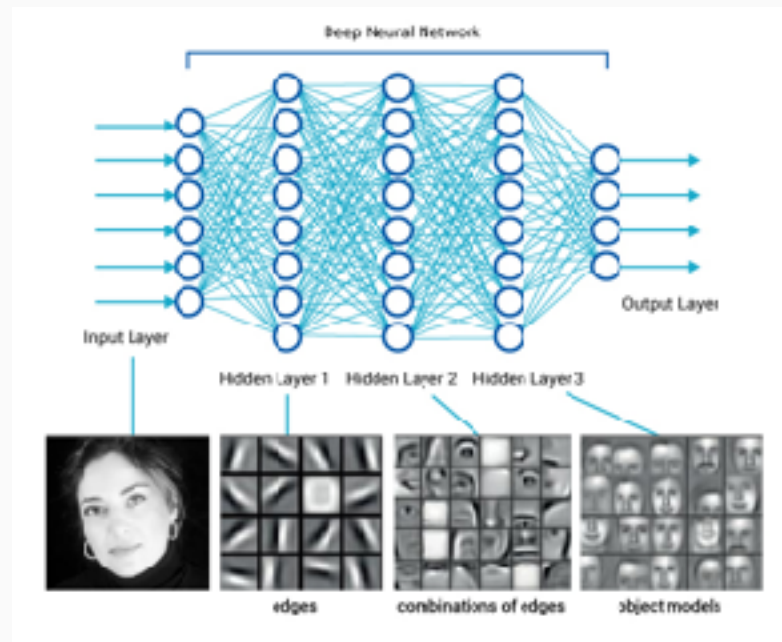 Deep Neural Network
Input Layer
Output Layer
Hidden Layer 1
Hidden Layer 2
Hidden Layer 3
edges
combinations of edges
object models